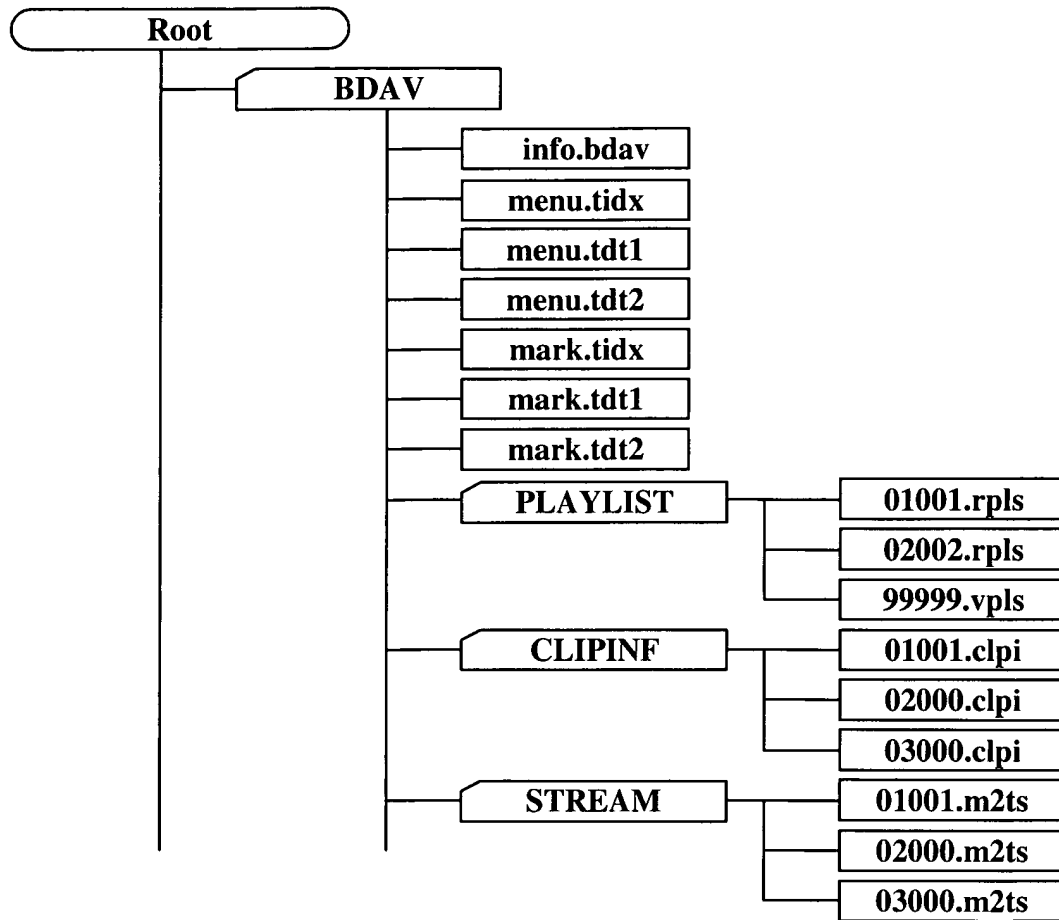 Root
BDAV
info.bdav
menu.tidx
menu.tdt1
menu.tdt2
mark.tidx
mark.tdt1
mark.tdt2
PLAYLIST
01001.rpls
02002.rpls
99999.vpls
CLIPINF
01001.clpi
02000.clpi
03000.clpi
STREAM
01001.m2ts
02000.m2ts
03000.m2ts